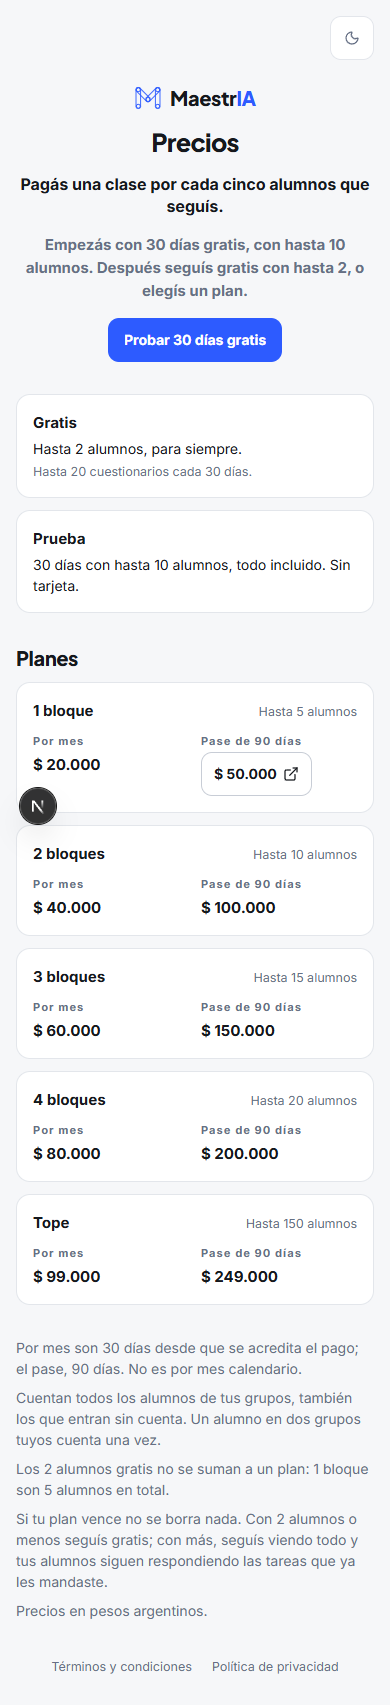 MaestrIA
Precios
Pagás una clase por cada cinco alumnos que
seguís.
Empezás con 30 días gratis, con hasta 10
alumnos. Después seguís gratis con hasta 2, o
elegís un plan.
Probar 30 días gratis
Gratis
Hasta 2 alumnos, para siempre.
Hasta 20 cuestionarios cada 30 días.
Prueba
30 días con hasta 10 alumnos, todo incluido. Sin
tarjeta.
Planes
1 bloque Hasta 5 alumnos
Por mes Pase de 90 días
$ 20.000 $ 50.000
N
2 bloques Hasta 10 alumnos
Por mes Pase de 90 días
$ 40.000 $ 100.000
3 bloques Hasta 15 alumnos
Por mes Pase de 90 días
$ 60.000 $ 150.000
4 bloques Hasta 20 alumnos
Por mes Pase de 90 días
$ 80.000 $ 200.000
Tope Hasta 150 alumnos
Por mes Pase de 90 días
$ 99.000 $ 249.000
Por mes son 30 días desde que se acredita el pago;
el pase, 90 días. No es por mes calendario.
Cuentan todos los alumnos de tus grupos, también
los que entran sin cuenta. Un alumno en dos grupos
tuyos cuenta una vez.
Los 2 alumnos gratis no se suman a un plan: 1 bloque
son 5 alumnos en total.
Si tu plan vence no se borra nada. Con 2 alumnos o
menos seguís gratis; con más, seguís viendo todo y
tus alumnos siguen respondiendo las tareas que ya
les mandaste.
Precios en pesos argentinos.
Términos y condiciones Política de privacidad